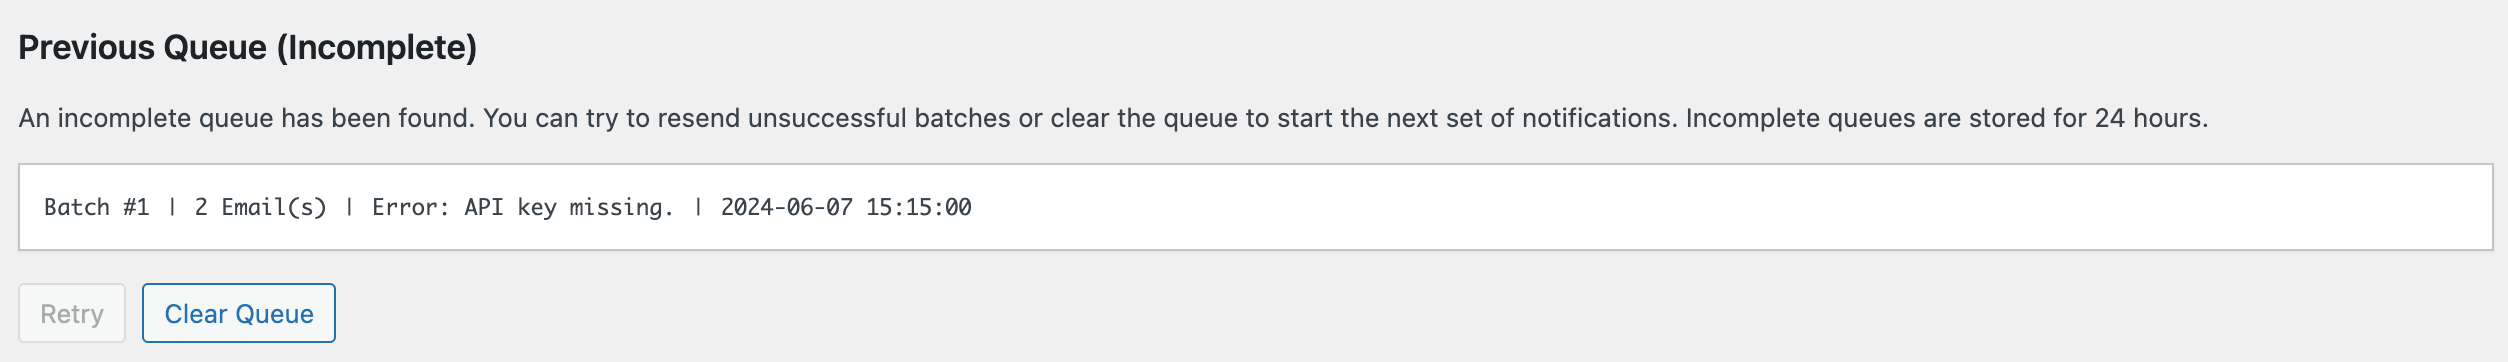 Previous Queue (Incomplete)
An incomplete queue has been found. You can try to resend unsuccessful batches or clear the queue to start the next set of notifications. Incomplete queues are stored for 24 hours.
Batch #1 | 2 Email(s) | Error: API key missing. | 2024-06-07 15:15:00
Retry
Clear Queue